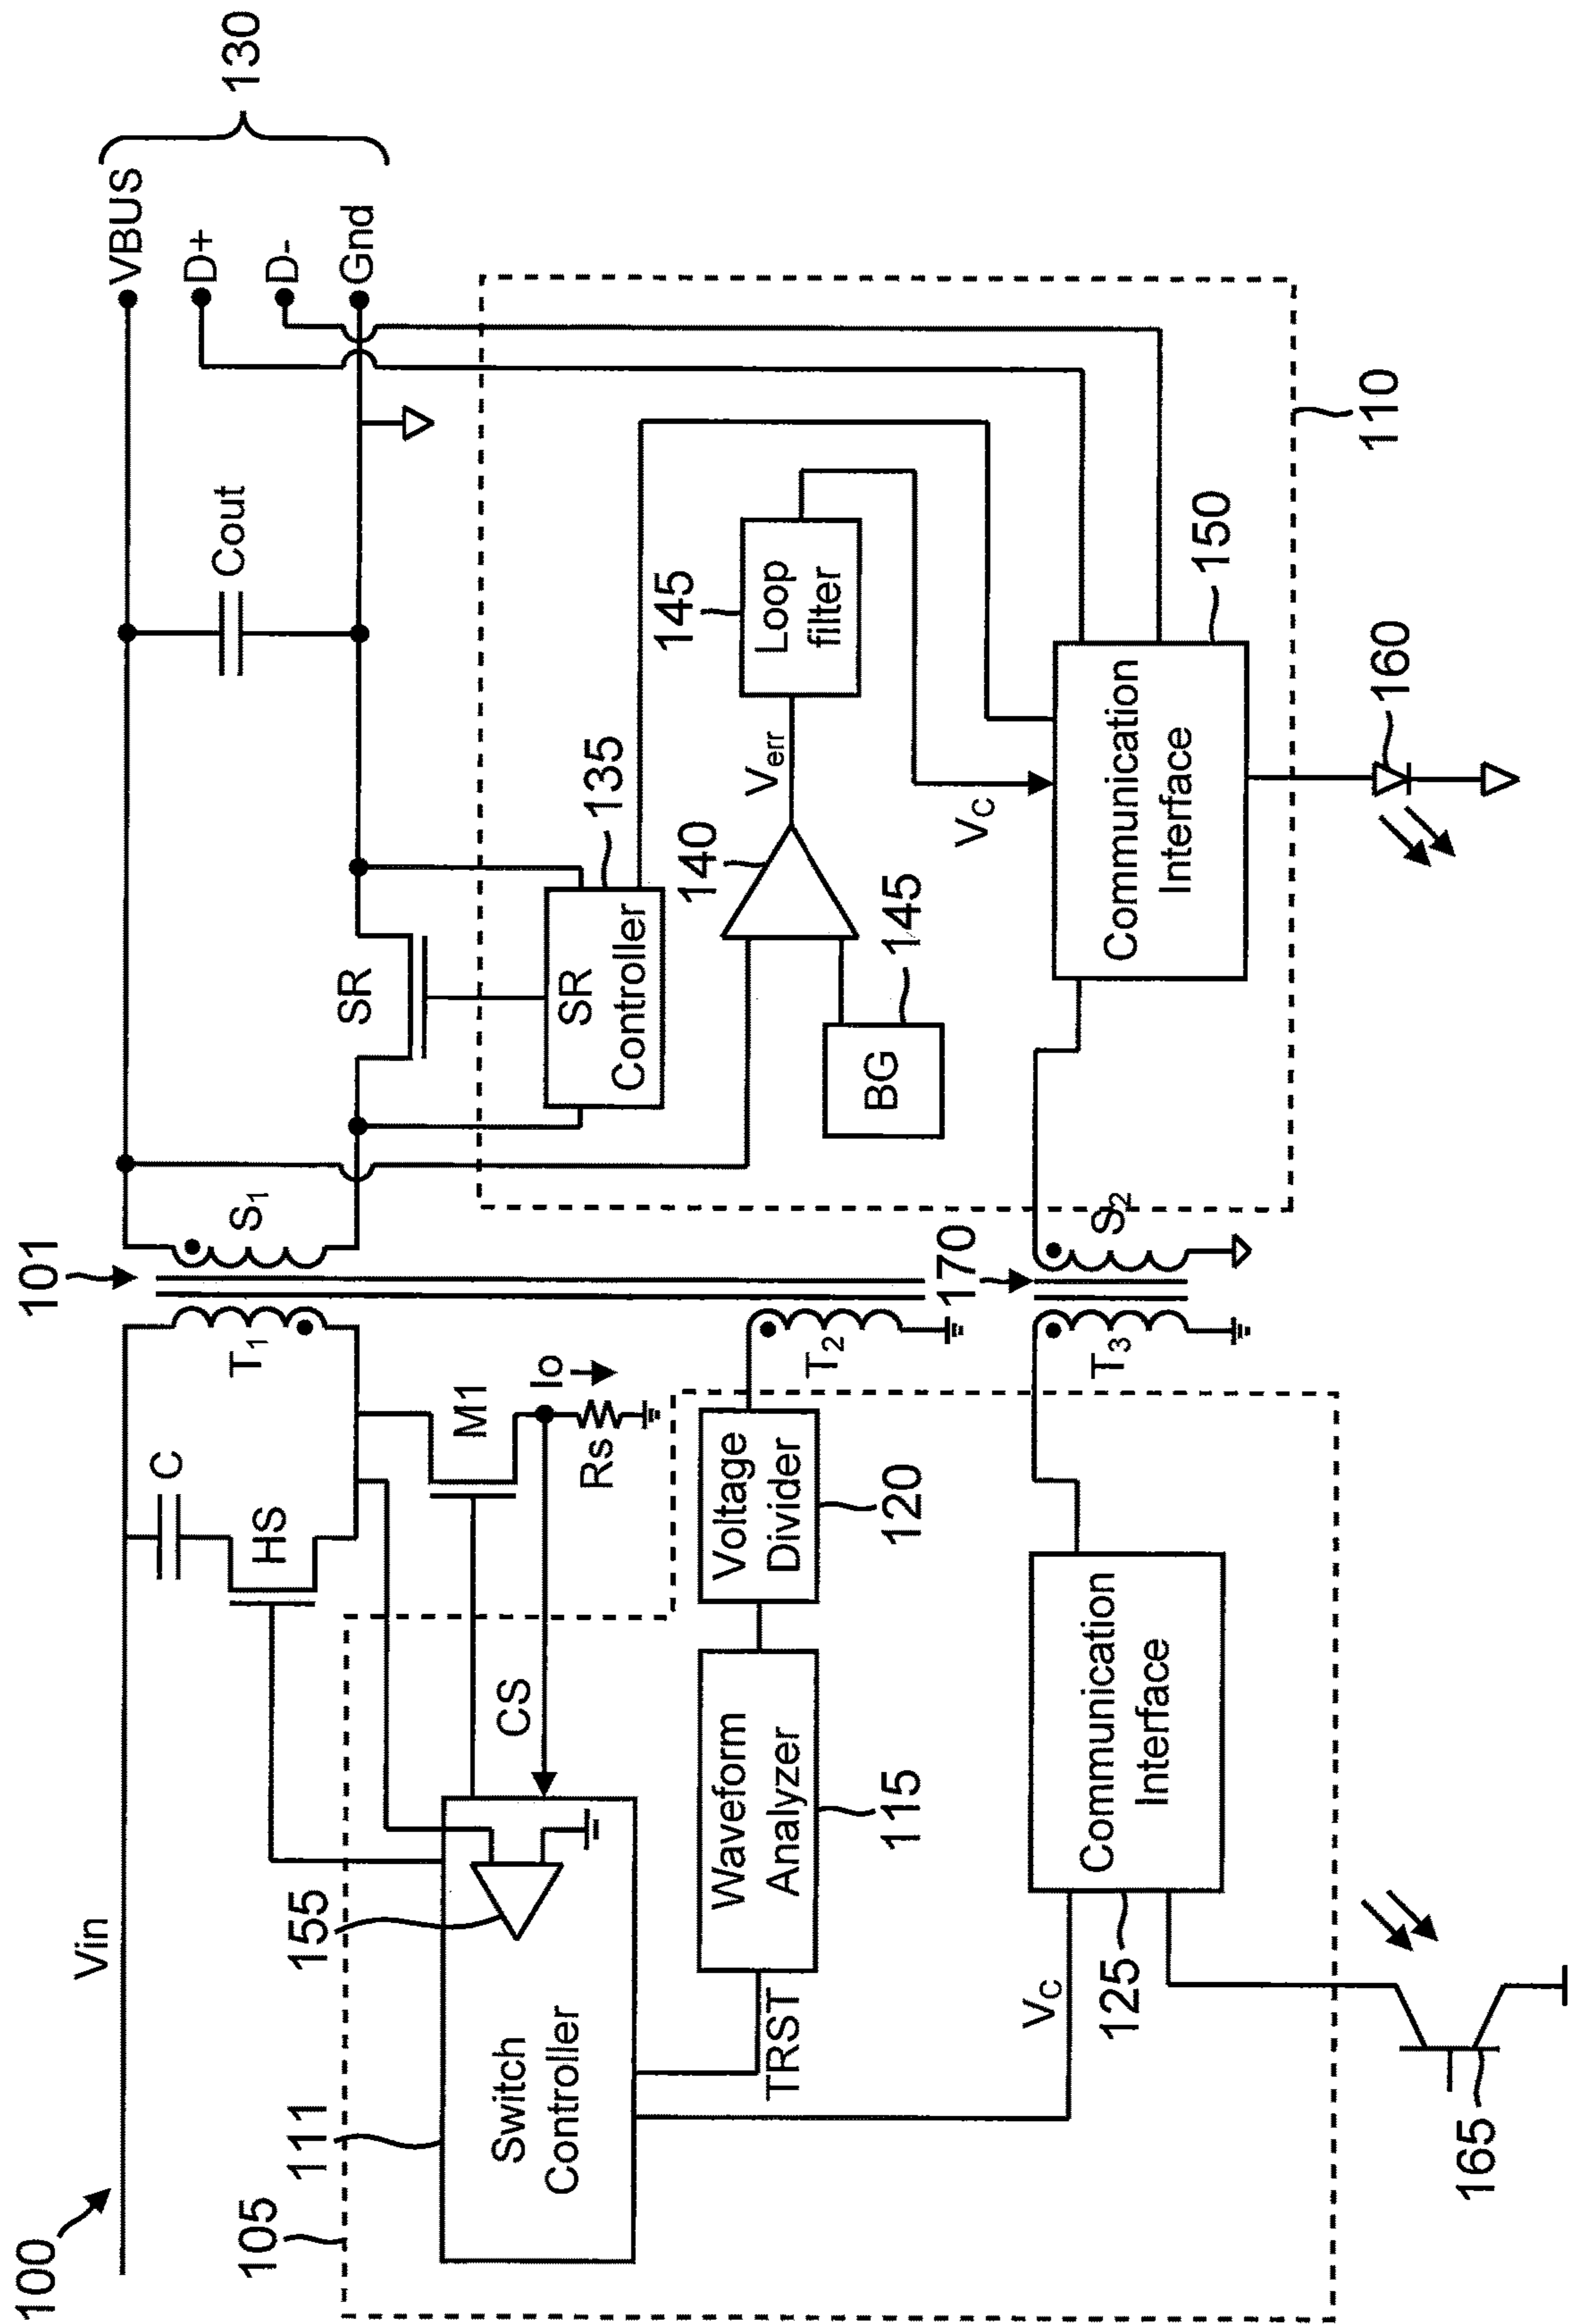 100
Vin
101
VBUS
D+
D-
Gnd
130
C
HS
T1
S1
SR
Cout
105
111
155
Switch
Controller
CS
M1
Io
Rs
SR
Controller
135
TRST
Waveform
Analyzer
115
Voltage
Divider
120
T2
140
Verr
BG
145
Loop
filter
145
VC
VC
125
Communication
Interface
T3
170
S2
Communication
Interface
150
110
165
160